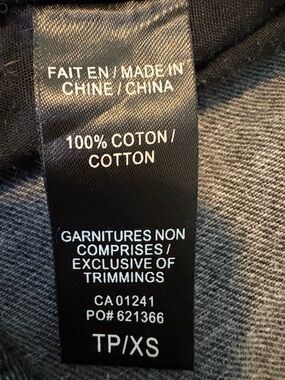 FAIT EN / MADE IN
CHINE / CHINA
100% COTON /
COTTON
GARNITURES NON
COMPRISES /
EXCLUSIVE OF
TRIMMINGS
CA 01241
PO# 621366
TP/XS